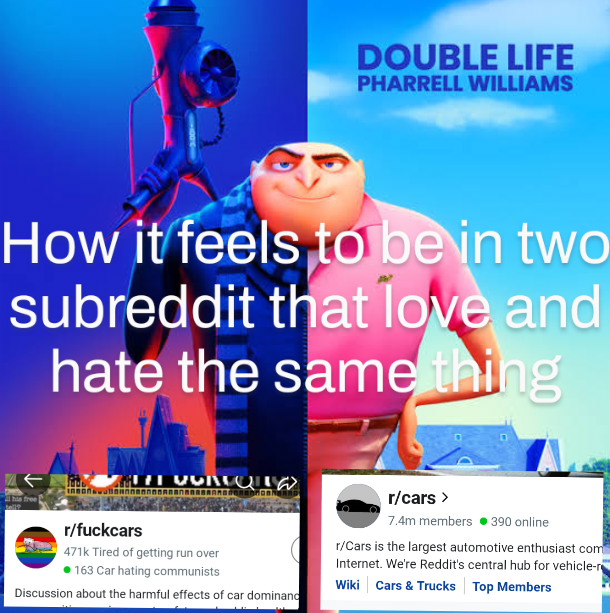 DOUBLE LIFE
PHARRELL WILLIAMS
How it feels to be in two
subreddit that love and
hate the same thing
r/fuckcars
471k Tired of getting run over
163 Car hating communists
Discussion about the harmful effects of car dominanc
r/cars
7.4m members 390 online
r/Cars is the largest automotive enthusiast com
Internet. We're Reddit's central hub for vehicle-r
Wiki Cars & Trucks Top Members